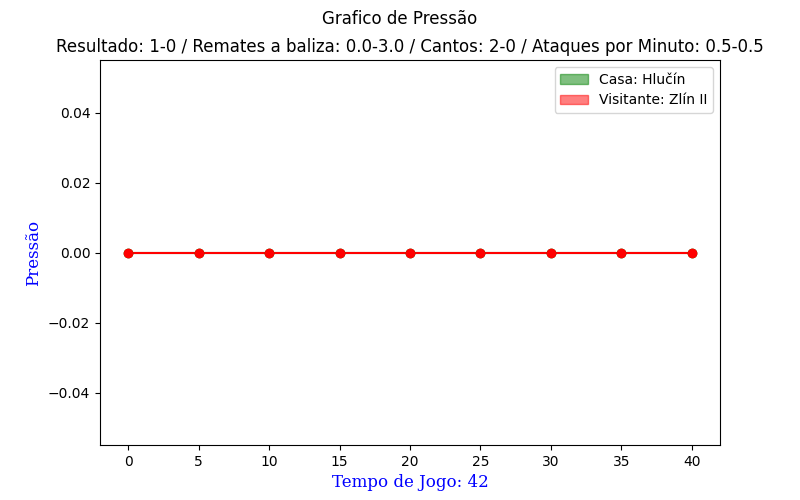 Grafico de Pressão
Resultado: 1-0 / Remates a baliza: 0.0-3.0 / Cantos: 2-0 / Ataques por Minuto: 0.5-0.5
Casa: Hlučín
Visitante: Zlín II
0.04
0.02
0.00
−0.02
−0.04
Pressão
0 5 10 15 20 25 30 35 40
Tempo de Jogo: 42